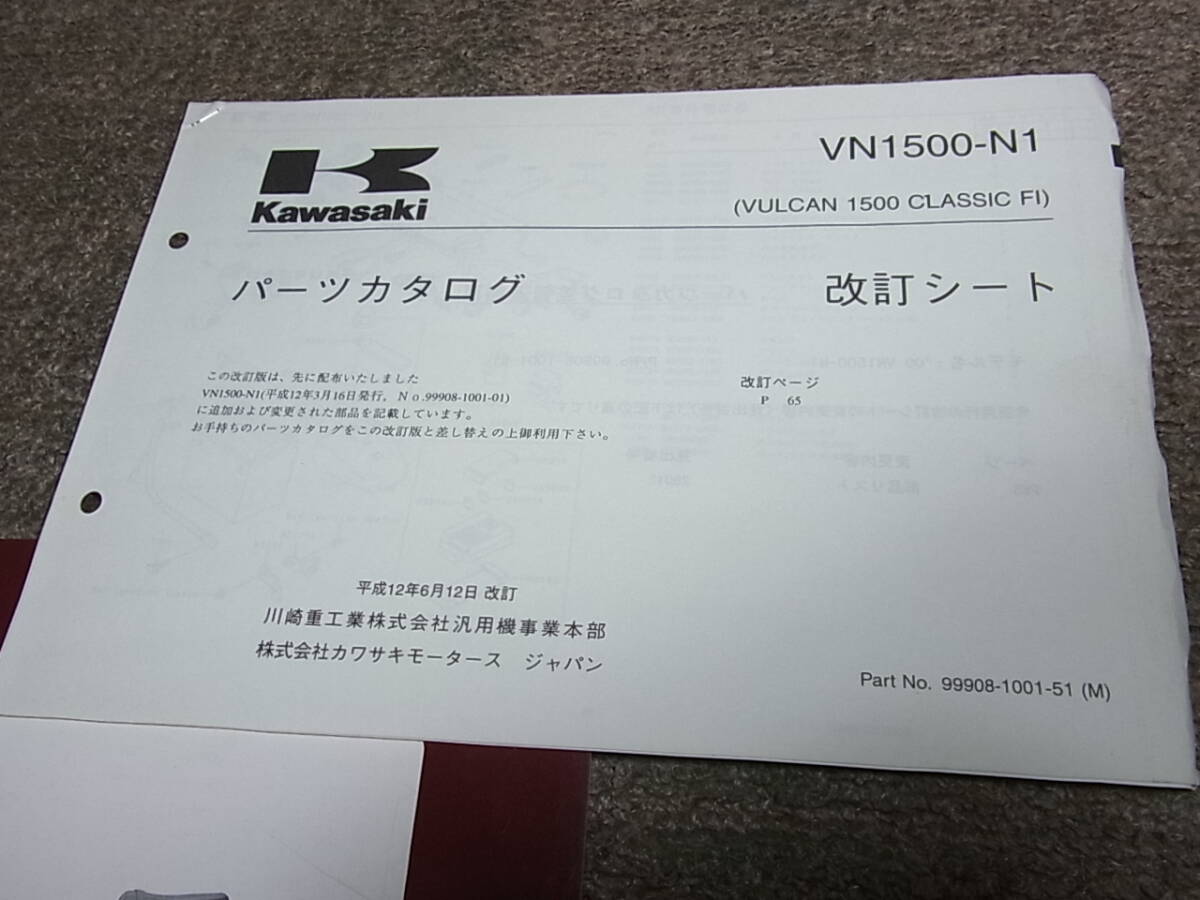 Kawasaki
VN1500-N1
(VULCAN 1500 CLASSIC FI)
パーツカタログ 改訂シート
この改訂版は、先に配布いたしました
VN1500-N1(平成12年3月16日発行, No.99908-1001-01)
に追加および変更された部品を記載しています。
お手持ちのパーツカタログをこの改訂版と差し替えの上御利用下さい。
改訂ページ
P 65
平成12年6月12日 改訂
川崎重工業株式会社汎用機事業本部
株式会社カワサキモータース ジャパン
Part No. 99908-1001-51 (M)